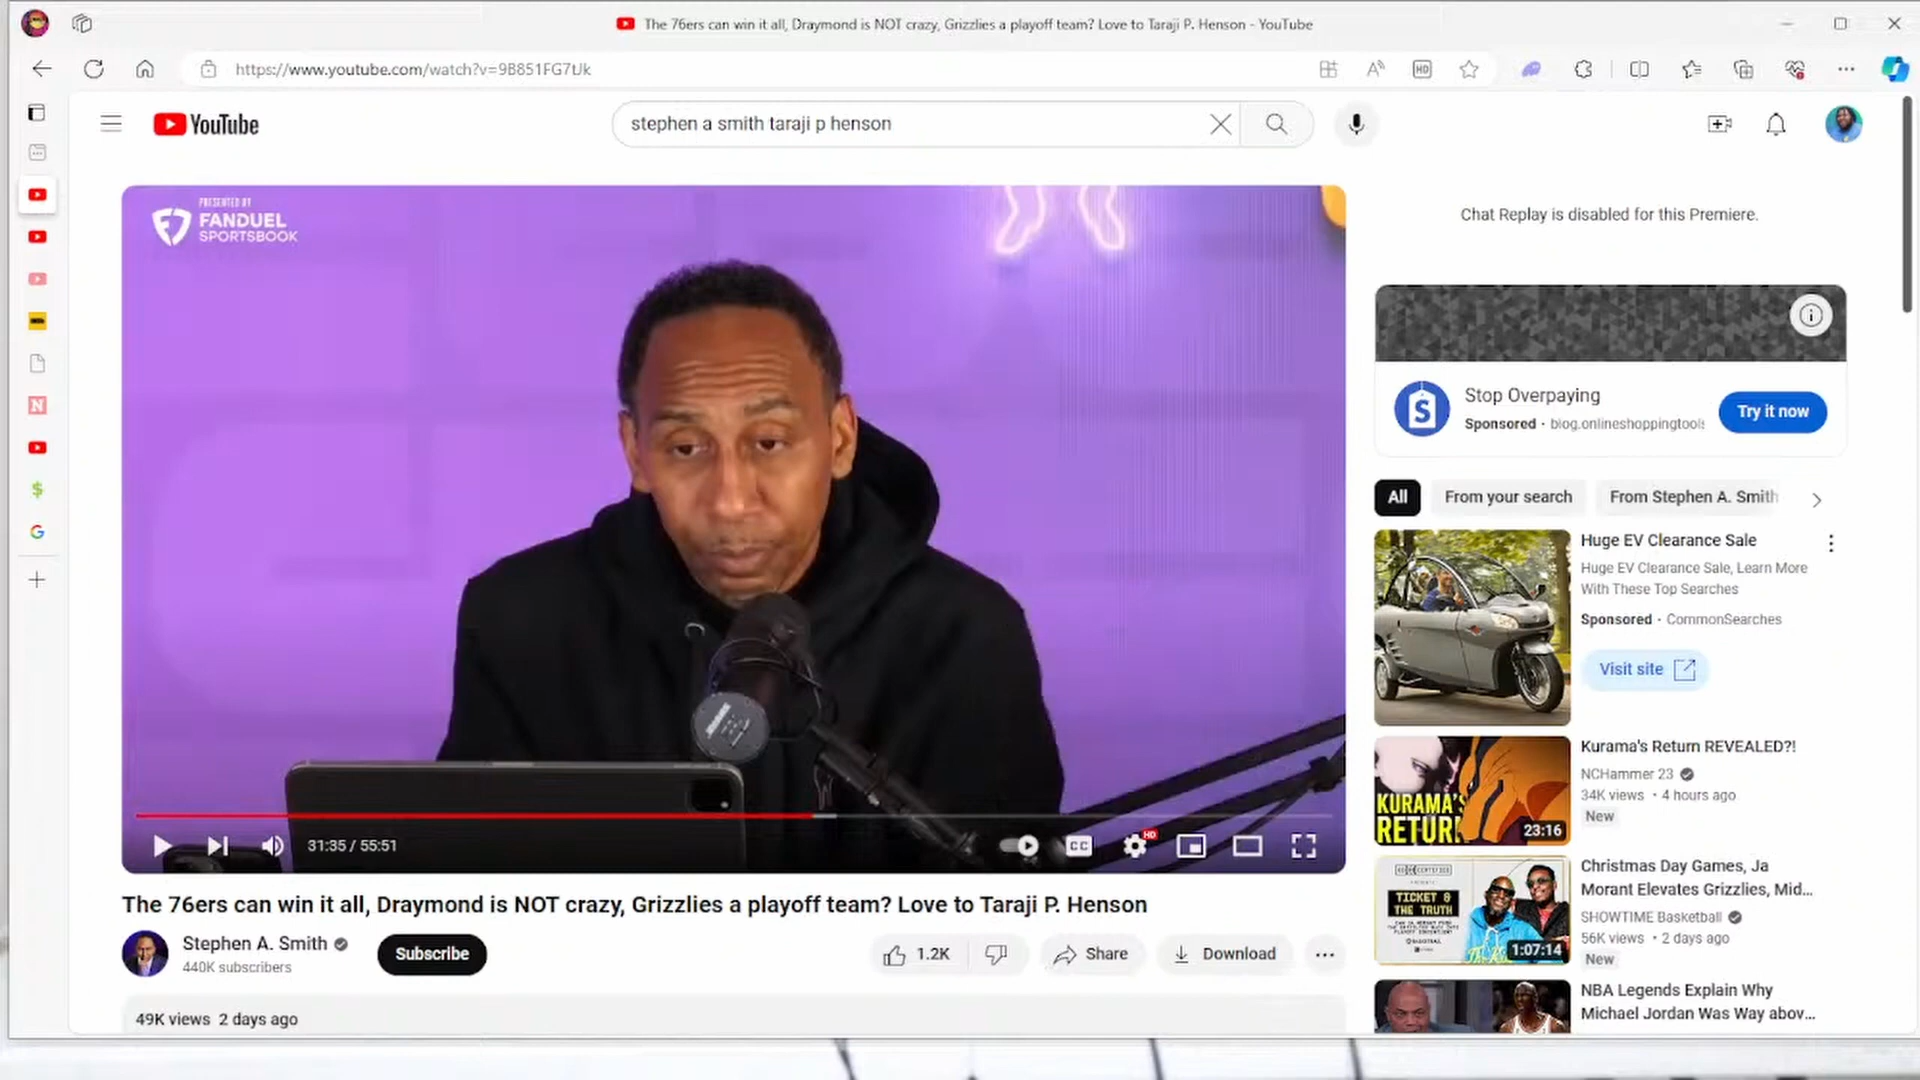 The 76ers can win it all, Draymond is NOT crazy, Grizzlies a playoff team? Love to Taraji P. Henson - YouTube
https://www.youtube.com/watch?v=9B851FG7tJk
HD
YouTube
stephen a smith taraji p henson
PRESENTED BY
FANDUEL
SPORTSBOOK
Chat Replay is disabled for this Premiere.
Stop Overpaying
Sponsored · blog.onlineshoppingtools
Try it now
All
From your search
From Stephen A. Smith
Huge EV Clearance Sale
Huge EV Clearance Sale, Learn More
With These Top Searches
Sponsored · CommonSearches
Visit site
KURAMA'S
RETURN
23:16
Kurama's Return REVEALED?!
NCHammer 23
34K views · 4 hours ago
New
TICKET &
THE TRUTH
1:07:14
Christmas Day Games, Ja
Morant Elevates Grizzlies, Mid...
SHOWTIME Basketball
56K views · 2 days ago
New
NBA Legends Explain Why
Michael Jordan Was Way abov...
31:35 / 55:51
CC
HD
The 76ers can win it all, Draymond is NOT crazy, Grizzlies a playoff team? Love to Taraji P. Henson
Stephen A. Smith
440K subscribers
Subscribe
1.2K
Share
Download
49K views 2 days ago